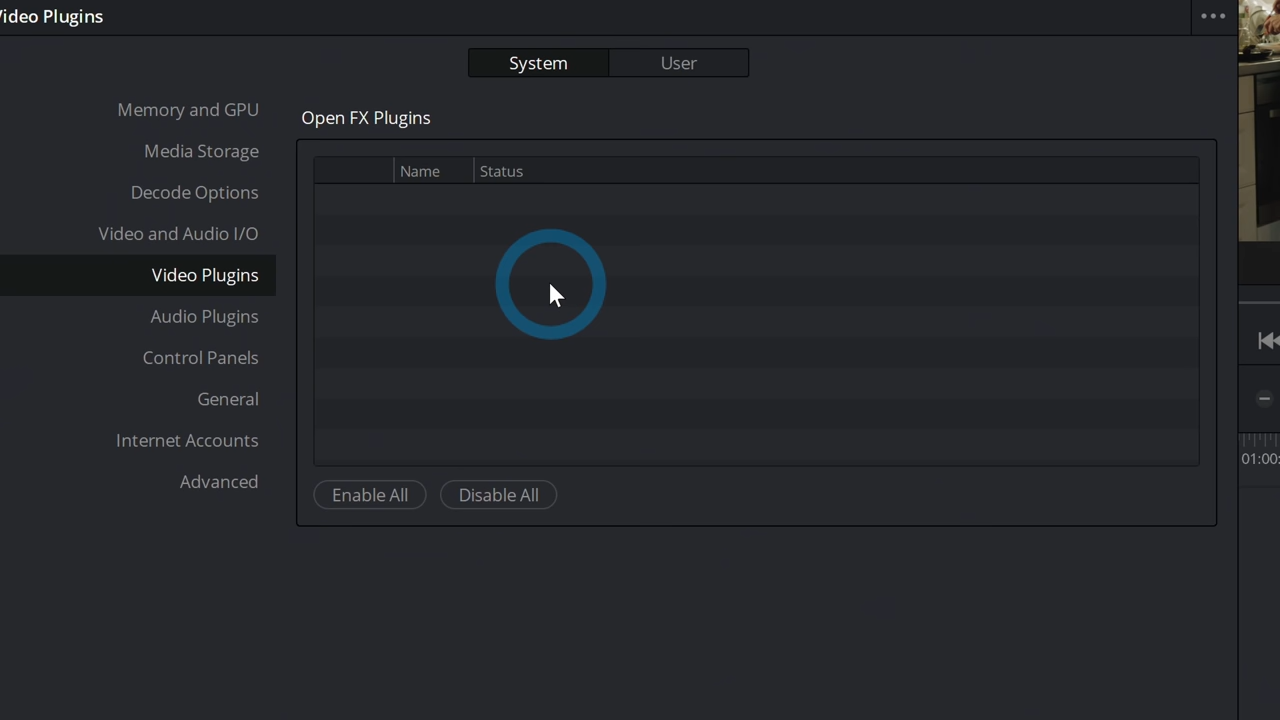 Video Plugins
System User
Memory and GPU
Media Storage
Decode Options
Video and Audio I/O
Video Plugins
Audio Plugins
Control Panels
General
Internet Accounts
Advanced
Open FX Plugins
Name Status
Enable All Disable All
01:00: